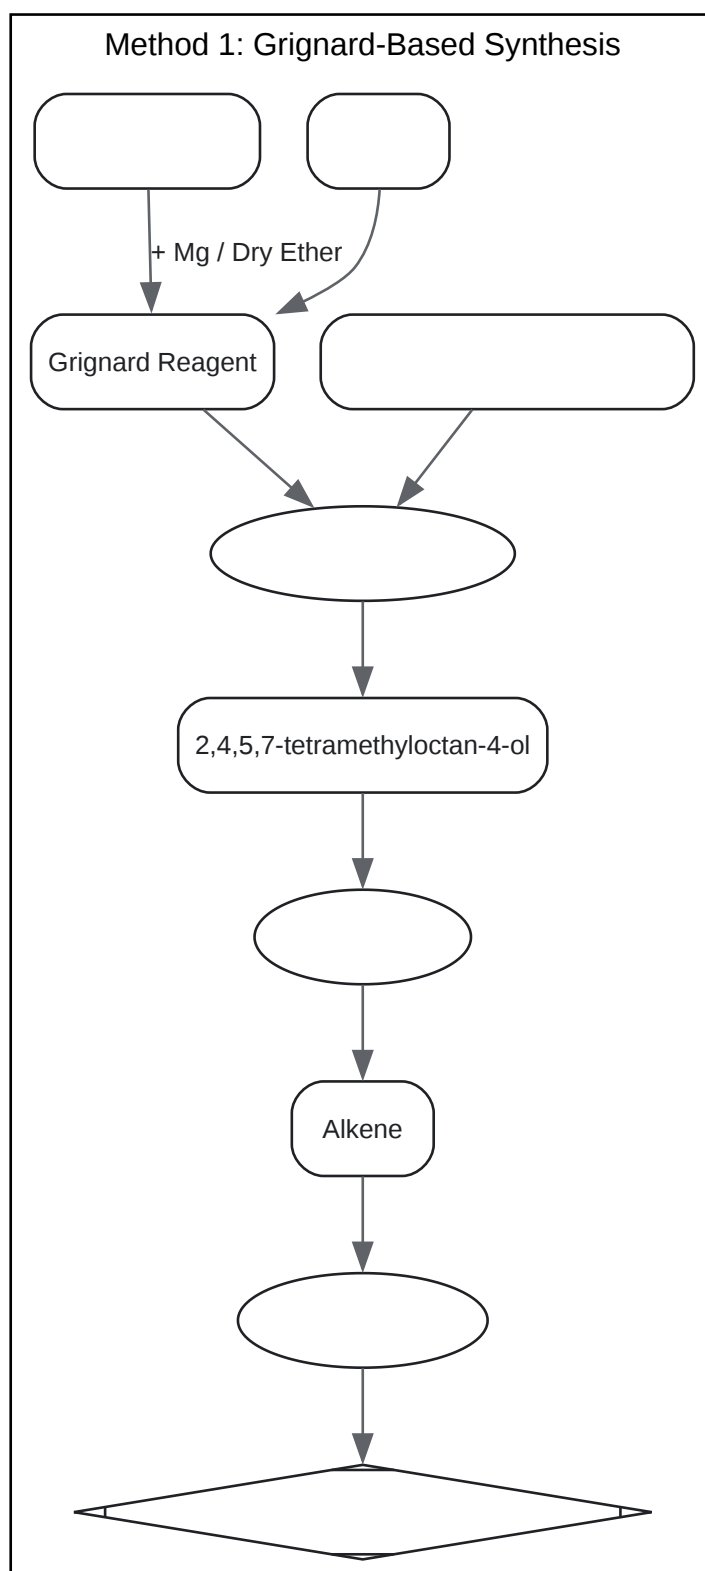 Method 1: Grignard-Based Synthesis
+ Mg / Dry Ether
Grignard Reagent
2,4,5,7-tetramethyloctan-4-ol
Alkene